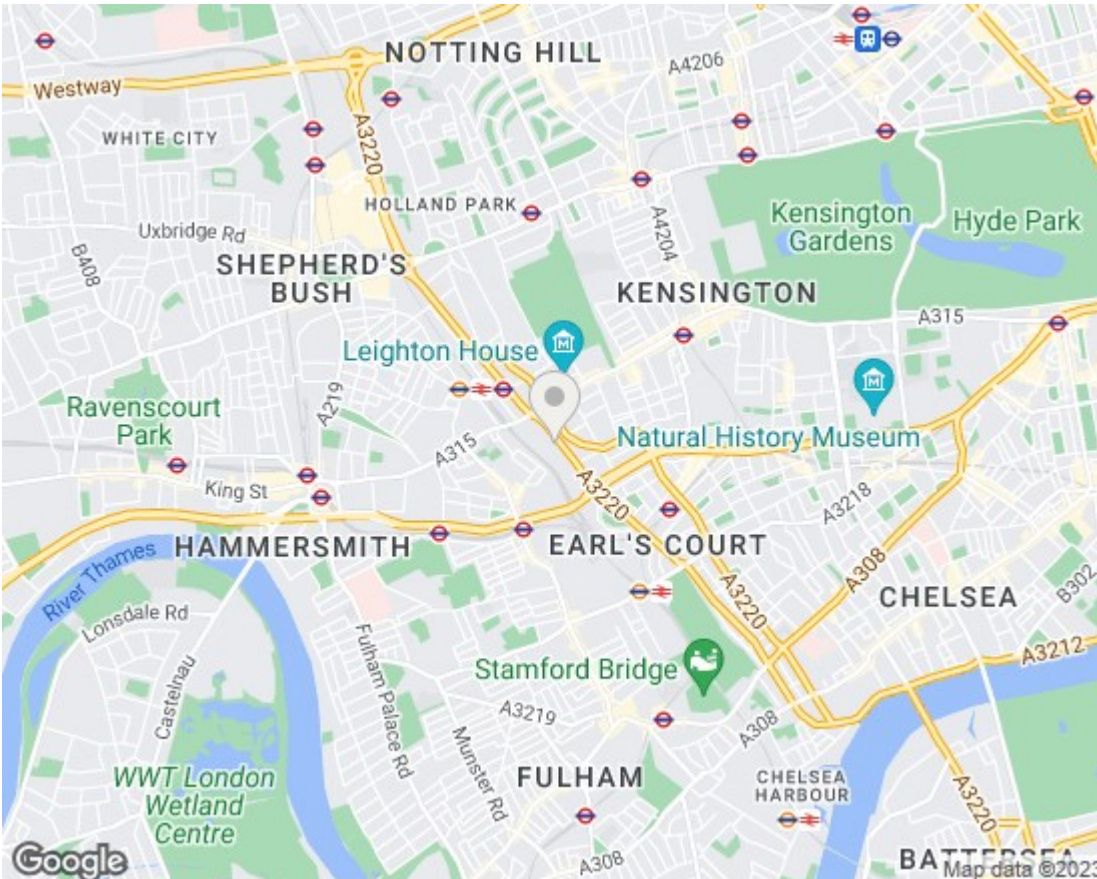 NOTTING HILL
A4206
Westway
WHITE CITY
A3220
HOLLAND PARK
Kensington
Gardens
Hyde Park
A4204
Uxbridge Rd
B408
SHEPHERD'S
BUSH
KENSINGTON
A315
Leighton House
M
M
A219
Ravenscourt
Park
A315
Natural History Museum
King St
A3220
A3218
HAMMERSMITH
EARL'S COURT
A308
River Thames
A3220
CHELSEA
B302
Lonsdale Rd
Castelnau
Fulham Palace Rd
Stamford Bridge
A3212
A3219
A308
Munster Rd
WWT London
Wetland
Centre
FULHAM
CHELSEA
HARBOUR
A3220
Google
A308
BATTERSEA
Map data ©2023